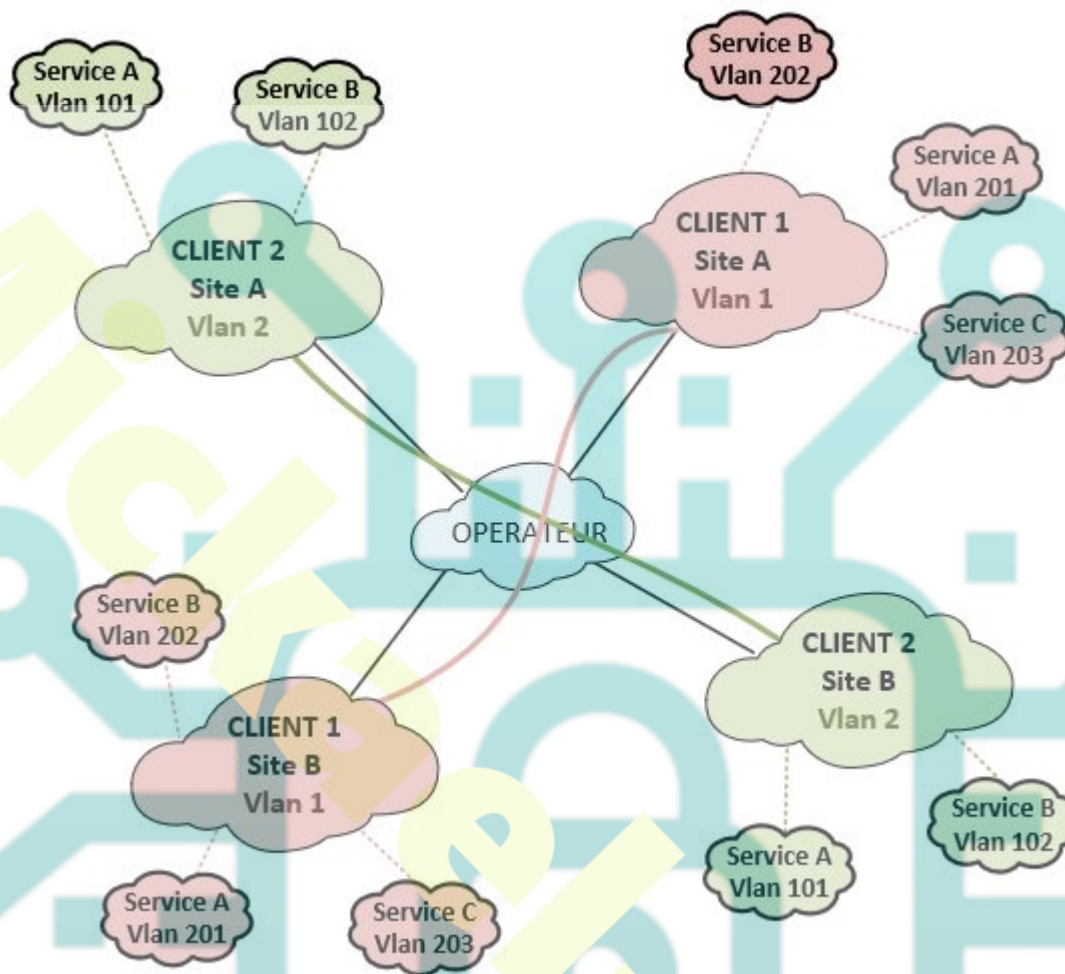 Service A
Vlan 101
Service B
Vlan 102
Service B
Vlan 202
Service A
Vlan 201
Service C
Vlan 203
CLIENT 2
Site A
Vlan 2
CLIENT 1
Site A
Vlan 1
OPERATEUR
Service B
Vlan 202
CLIENT 1
Site B
Vlan 1
Service A
Vlan 201
Service C
Vlan 203
CLIENT 2
Site B
Vlan 2
Service A
Vlan 101
Service B
Vlan 102